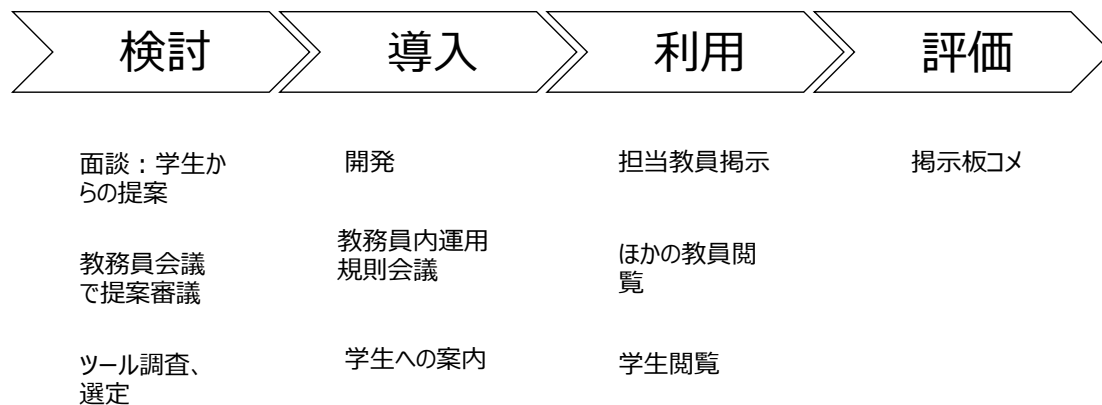 検討
導入
利用
評価
面談：学生か
らの提案
教務員会議
で提案審議
ツール調査、
選定
開発
教務員内運用
規則会議
学生への案内
担当教員掲示
ほかの教員閲
覧
学生閲覧
掲示板コメ